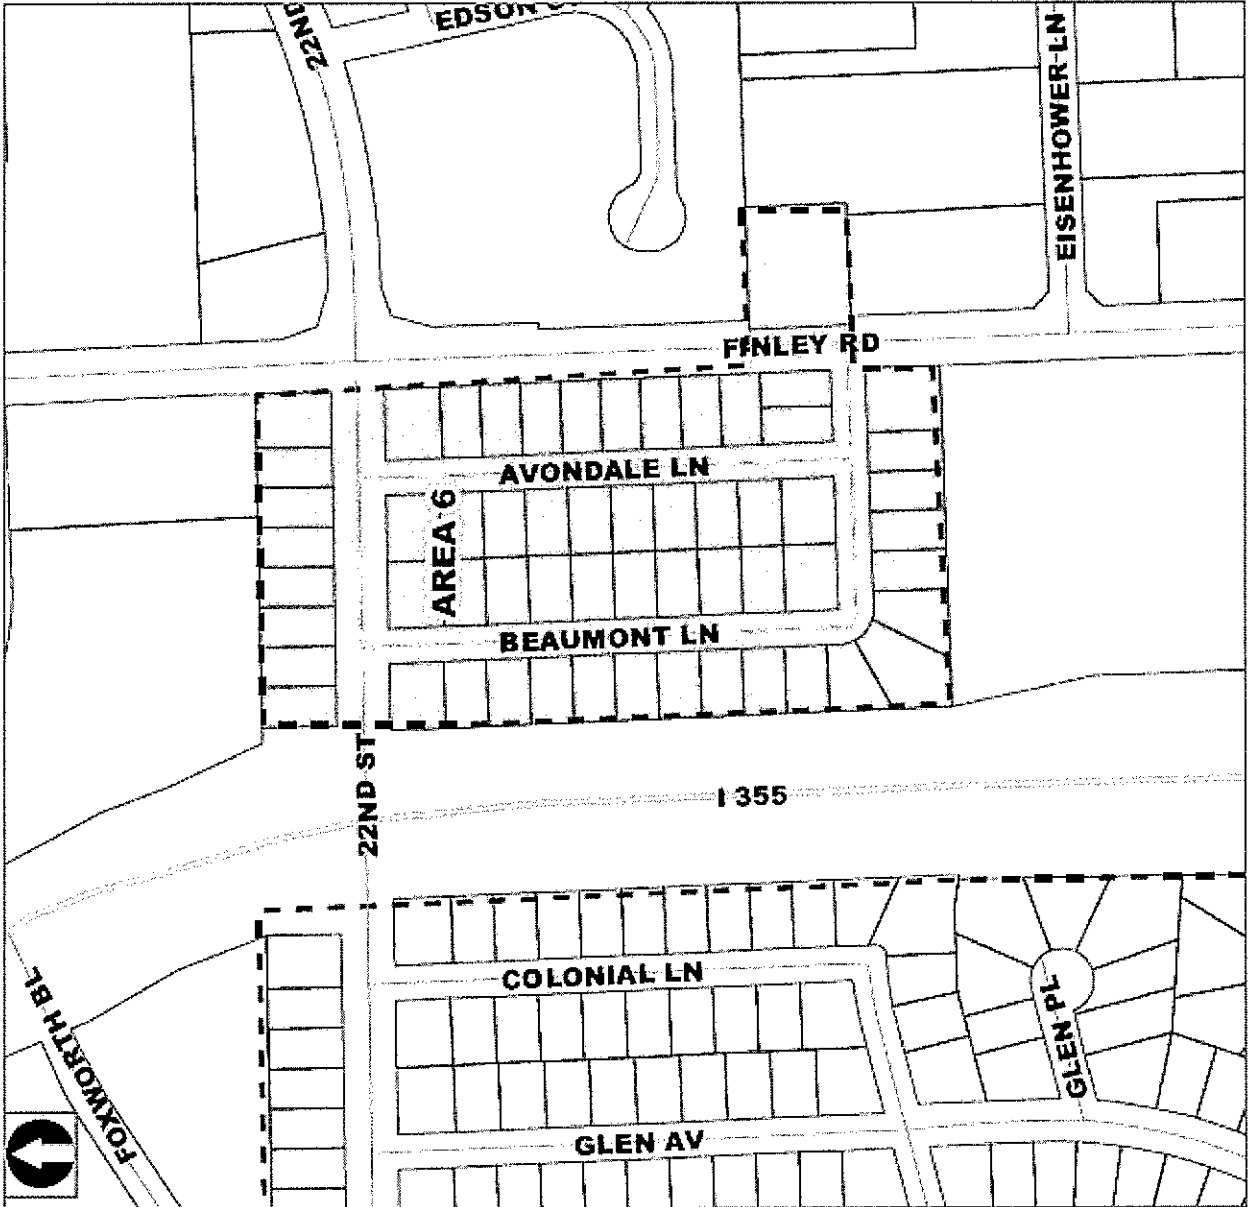 22ND
EDSON
EISENHOWER LN
FINLEY RD
AVONDALE LN
AREA 6
BEAUMONT LN
22ND ST
I 355
COLONIAL LN
FOXWORTH BL
GLEN PL
GLEN AV